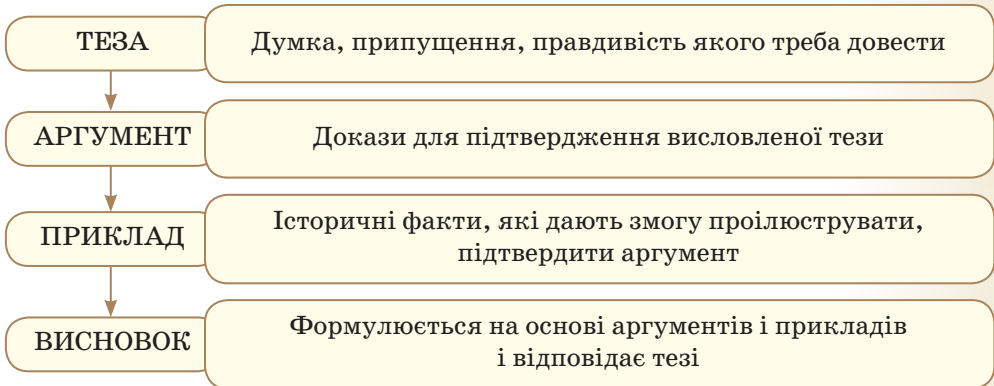 ТЕЗА
Думка, припущення, правдивість якого треба довести
АРГУМЕНТ
Докази для підтвердження висловленої тези
ПРИКЛАД
Історичні факти, які дають змогу проілюструвати,
підтвердити аргумент
ВИСНОВОК
Формулюється на основі аргументів і прикладів
і відповідає тезі